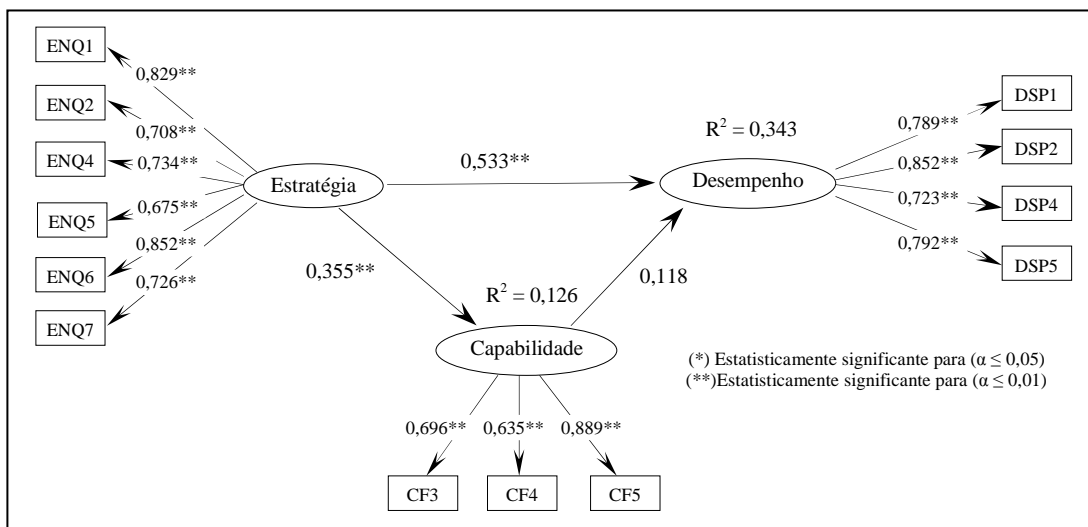 ENQ1
0,829**
ENQ2
0,708**
ENQ4
0,734**
ENQ5
0,675**
ENQ6
0,852**
ENQ7
0,726**
Estratégia
0,533**
R² = 0,343
Desempenho
0,789**
DSP1
0,852**
DSP2
0,723**
DSP4
0,792**
DSP5
0,355**
R² = 0,126
0,118
Capabilidade
(*) Estatisticamente significante para (α ≤ 0,05)
(**)Estatisticamente significante para (α ≤ 0,01)
0,696**
0,635**
0,889**
CF3
CF4
CF5